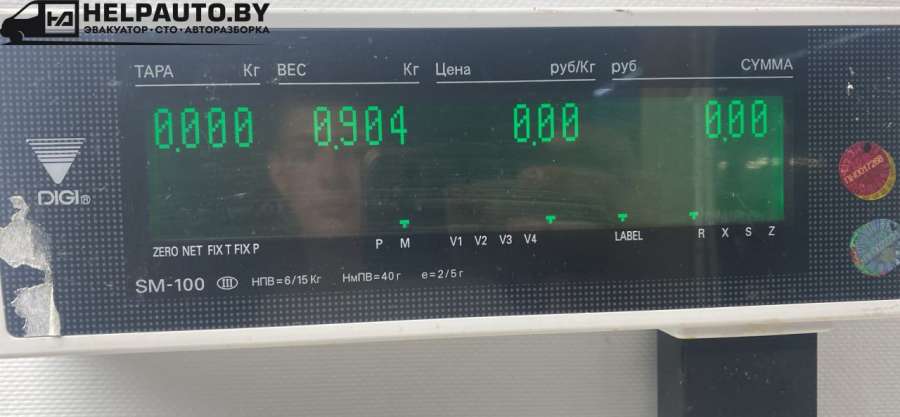 HELPAUTO.BY
ЭВАКУАТОР · СТО · АВТОРАЗБОРКА
ТАРА Кг ВЕС Кг Цена руб/Кг руб СУММА
0.000 0.904 0.00 0.00
DIGI®
ZERO NET FIX T FIX P P M V1 V2 V3 V4 LABEL R X S Z
SM-100 III НПВ=6/15 Кг НмПВ=40 г e=2/5 г